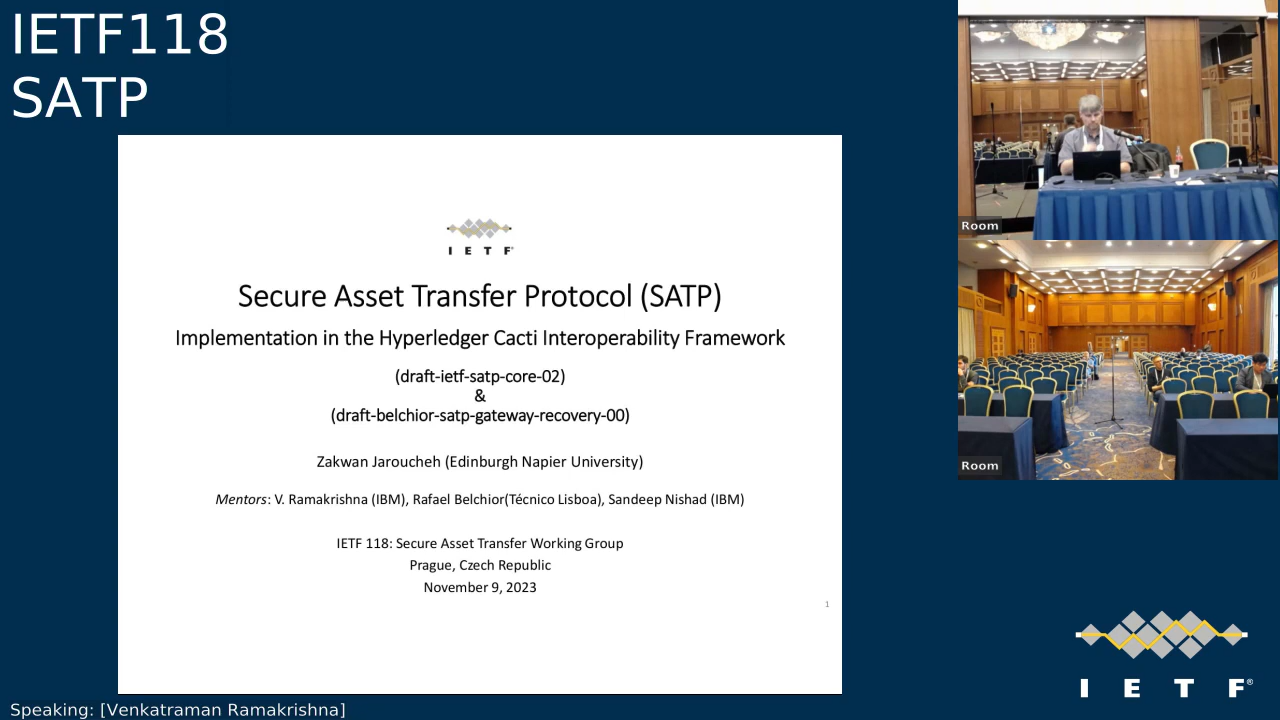 IETF118
SATP
I E T F®
Secure Asset Transfer Protocol (SATP)
Implementation in the Hyperledger Cacti Interoperability Framework
(draft-ietf-satp-core-02)
&
(draft-belchior-satp-gateway-recovery-00)
Zakwan Jaroucheh (Edinburgh Napier University)
Mentors: V. Ramakrishna (IBM), Rafael Belchior(Técnico Lisboa), Sandeep Nishad (IBM)
IETF 118: Secure Asset Transfer Working Group
Prague, Czech Republic
November 9, 2023
1
Room
Room
I E T F®
Speaking: [Venkatraman Ramakrishna]